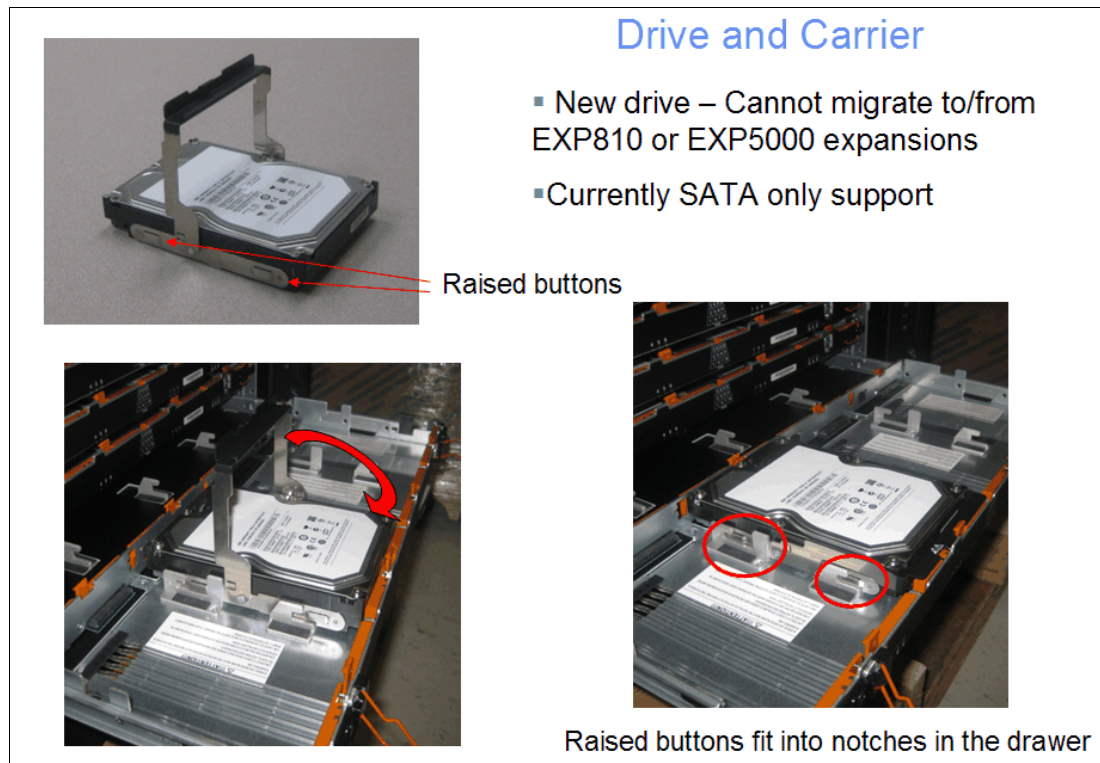 Drive and Carrier
▪ New drive – Cannot migrate to/from
EXP810 or EXP5000 expansions
▪Currently SATA only support
Raised buttons
Raised buttons fit into notches in the drawer